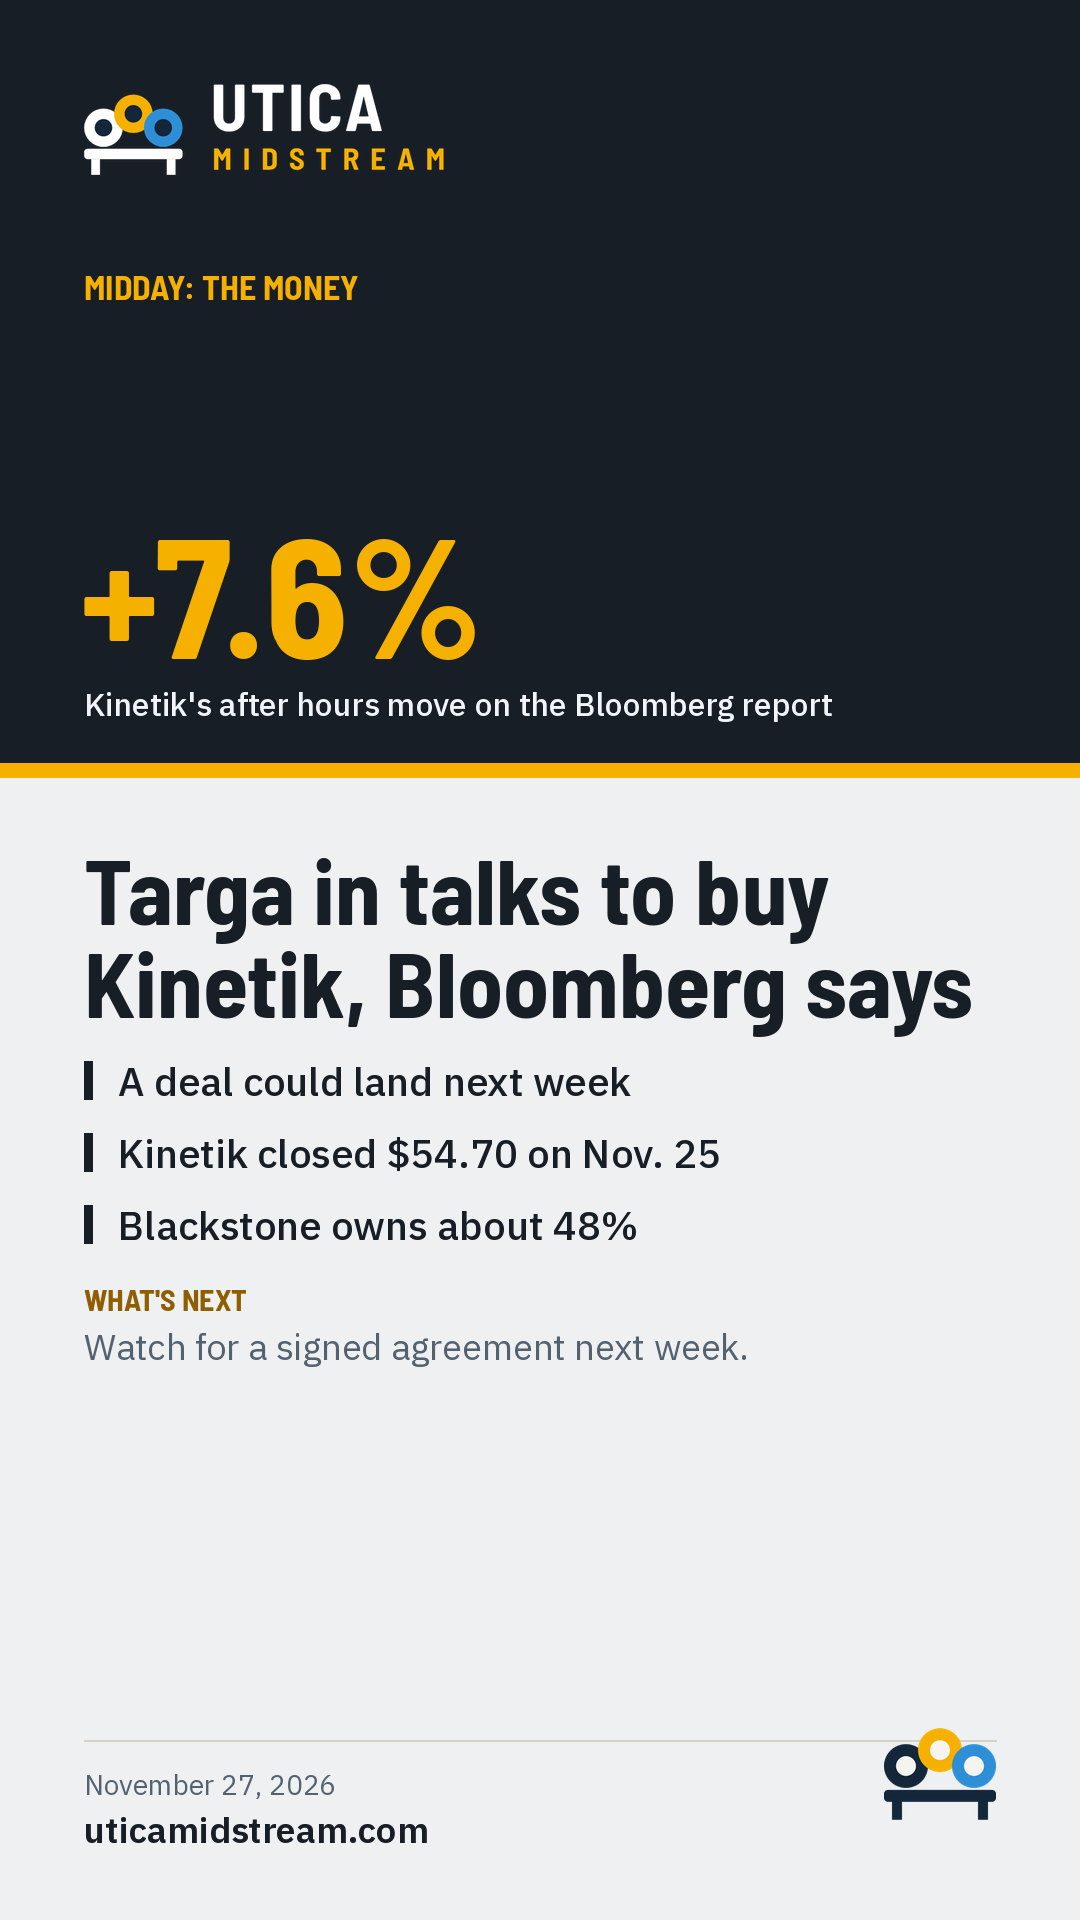 UTICA
MIDSTREAM
MIDDAY: THE MONEY
+7.6%
Kinetik's after hours move on the Bloomberg report
Targa in talks to buy
Kinetik, Bloomberg says
A deal could land next week
Kinetik closed $54.70 on Nov. 25
Blackstone owns about 48%
WHAT'S NEXT
Watch for a signed agreement next week.
November 27, 2026
uticamidstream.com